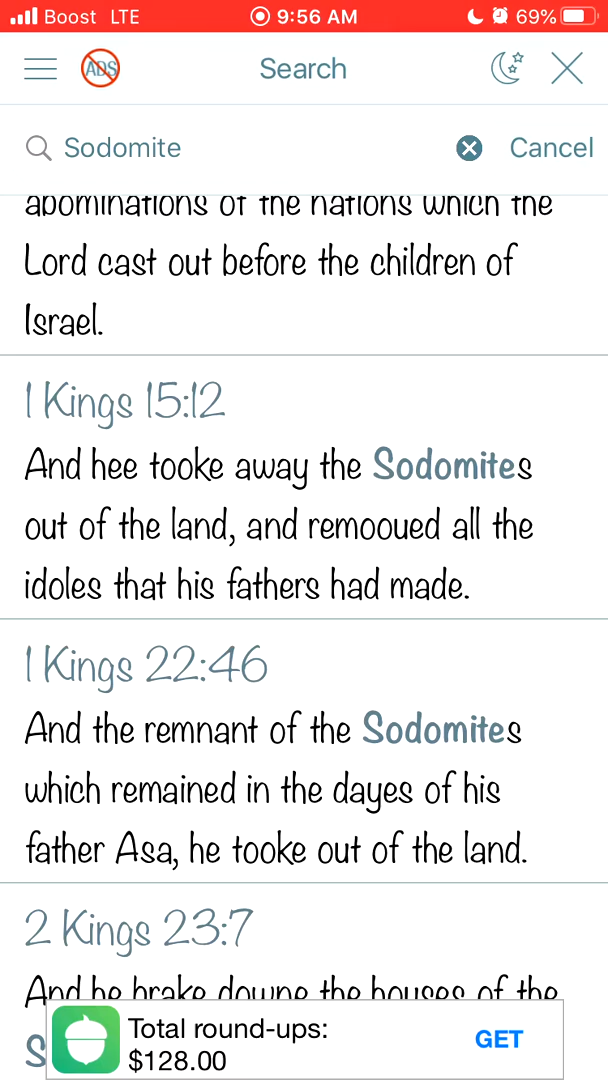 Boost LTE 9:56 AM 69%
ADS Search
Sodomite Cancel
abominations of the nations which the
Lord cast out before the children of
Israel.
1 Kings 15:12
And hee tooke away the Sodomites
out of the land, and remooued all the
idoles that his fathers had made.
1 Kings 22:46
And the remnant of the Sodomites
which remained in the dayes of his
father Asa, he tooke out of the land.
2 Kings 23:7
And he brake downe the houses of the
S
Total round-ups:
$128.00
GET